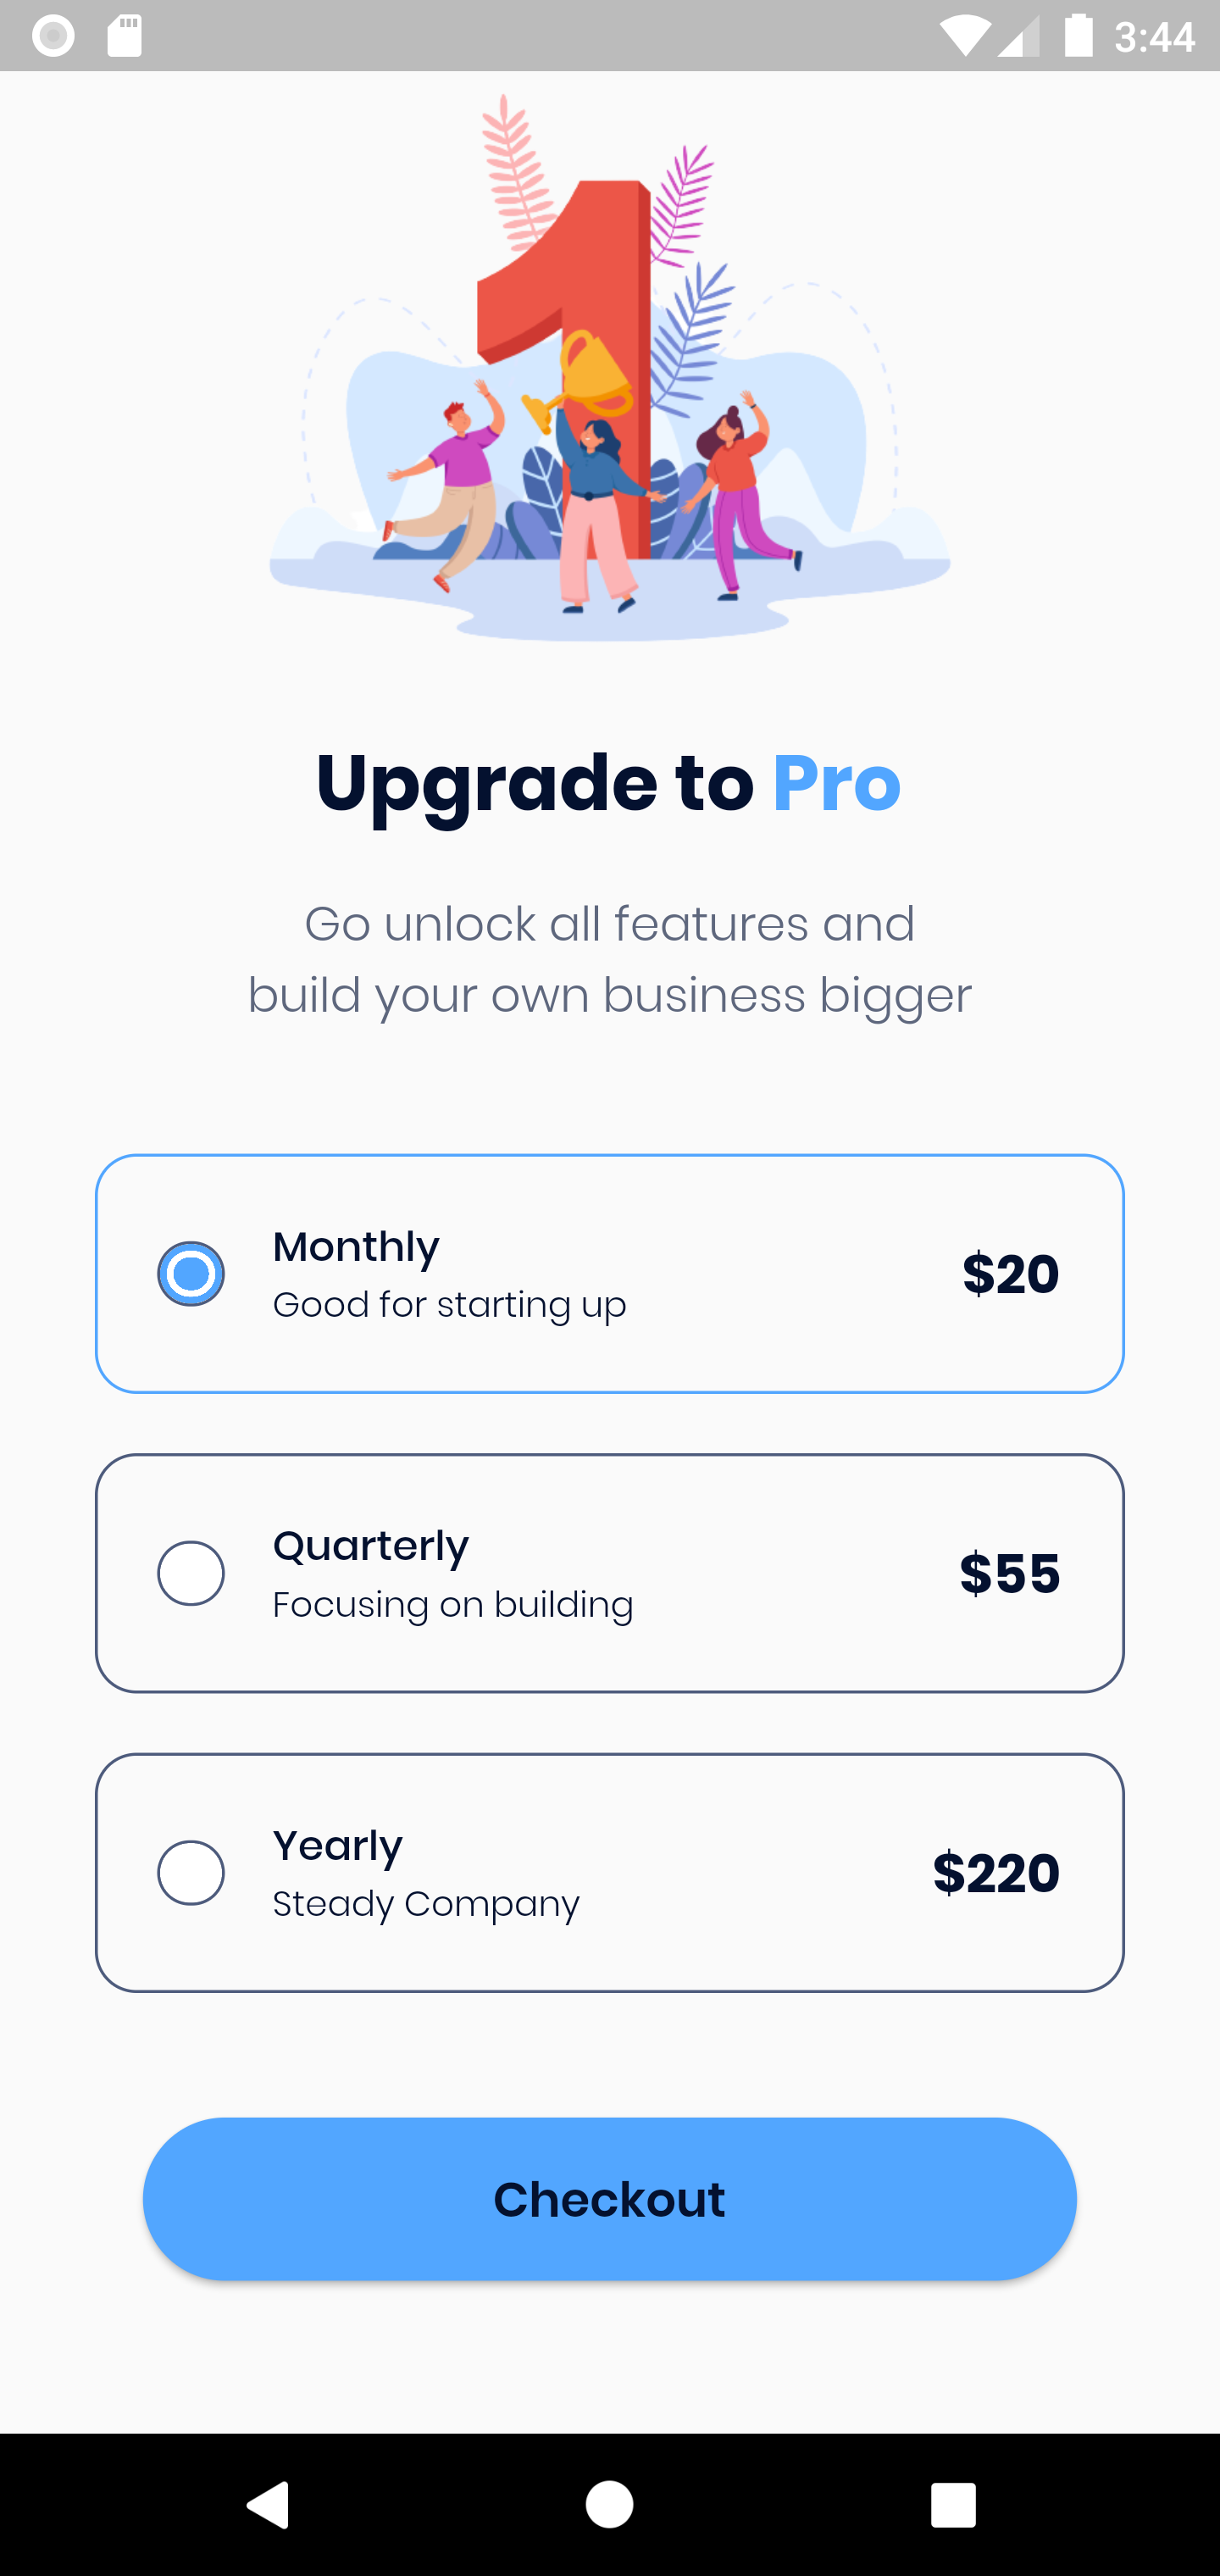 3:44
Upgrade to Pro
Go unlock all features and
build your own business bigger
Monthly
Good for starting up
$20
Quarterly
Focusing on building
$55
Yearly
Steady Company
$220
Checkout